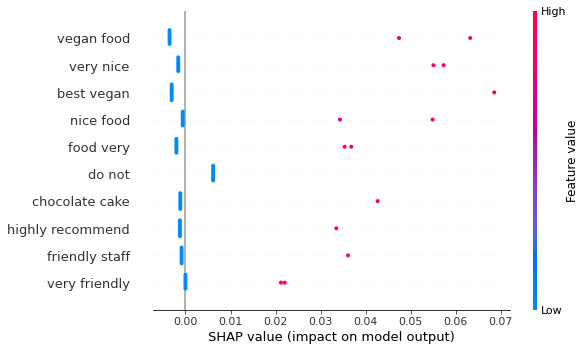 High
vegan food
very nice
best vegan
nice food
food very
do not
chocolate cake
highly recommend
friendly staff
very friendly
Feature value
Low
0.00 0.01 0.02 0.03 0.04 0.05 0.06 0.07
SHAP value (impact on model output)